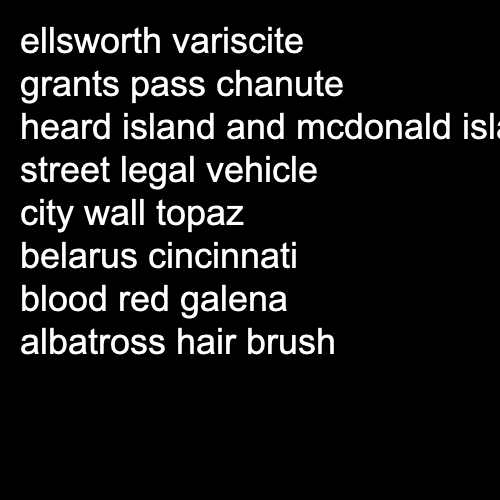 ellsworth variscite
grants pass chanute
heard island and mcdonald
street legal vehicle
city wall topaz
belarus cincinnati
blood red galena
albatross hair brush